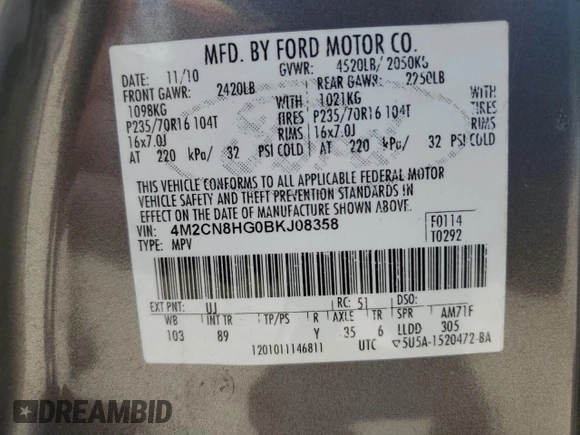 MFD. BY FORD MOTOR CO.
DATE: 11/10 GVWR: 4520LB/ 2050KG
FRONT GAWR: 2420LB REAR GAWR: 2250LB
1098KG WITH 1021KG WITH
P235/70R16 104T TIRES P235/70R16 104T TIRES
16x7.0J RIMS 16x7.0J RIMS
AT 220 kPa/ 32 PSI COLD AT 220 kPa/ 32 PSI COLD
THIS VEHICLE CONFORMS TO ALL APPLICABLE FEDERAL MOTOR
VEHICLE SAFETY AND THEFT PREVENTION STANDARDS IN
EFFECT ON THE DATE OF MANUFACTURE SHOWN ABOVE.
VIN: 4M2CN8HG0BKJ08358 F0114
TYPE: MPV T0292
EXT PNT: UJ RC: 51 DSO:
WB INT TR TP/PS R AXLE TR SPR AM71F
103 89 Y 35 6 LLDD 305
1201011146811 UTC ▽5U5A-1520472-BA
DREAMBID